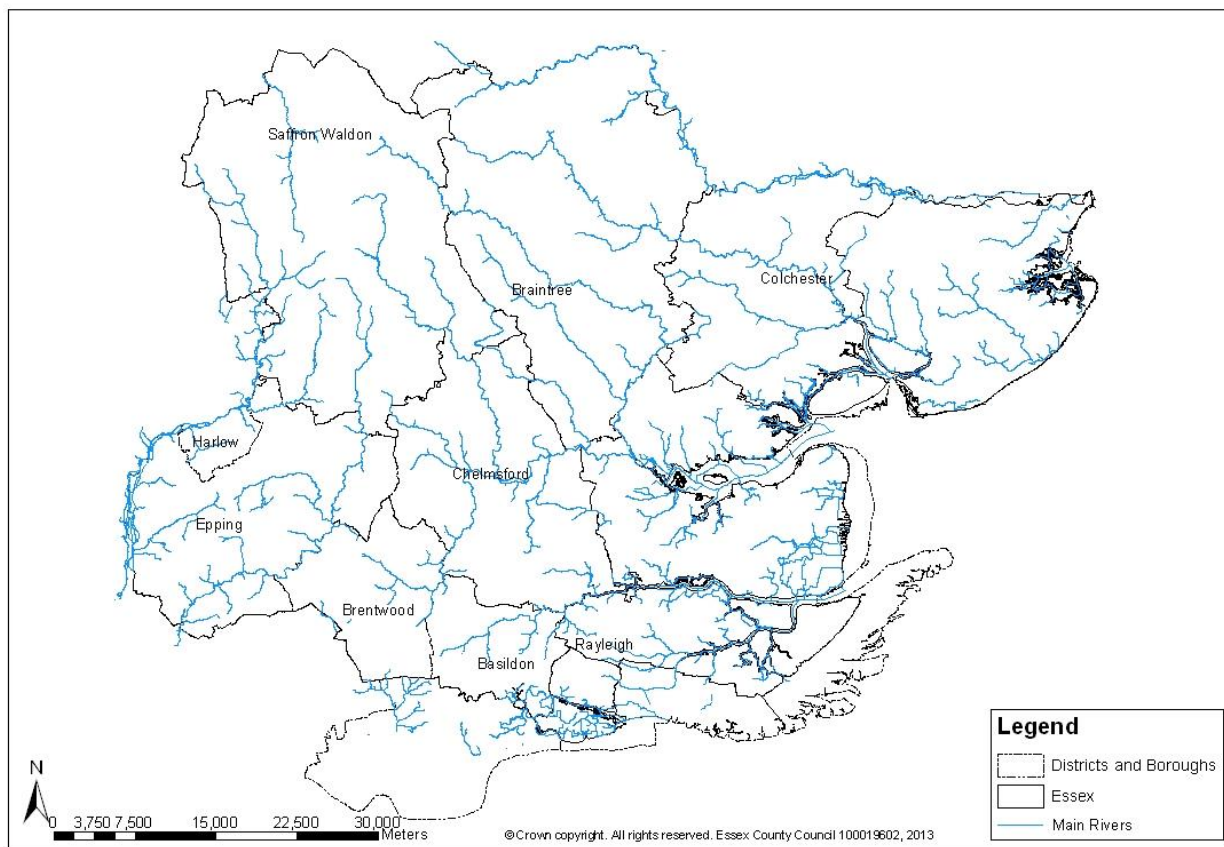 Saffron Waldon
Braintree
Colchester
Harlow
Chelmsford
Epping
Brentwood
Rayleigh
Basildon
Legend
Districts and Boroughs
Essex
Main Rivers
N
0 3,750 7,500 15,000 22,500 30,000
Meters
©Crown copyright. All rights reserved. Essex County Council 100019602, 2013